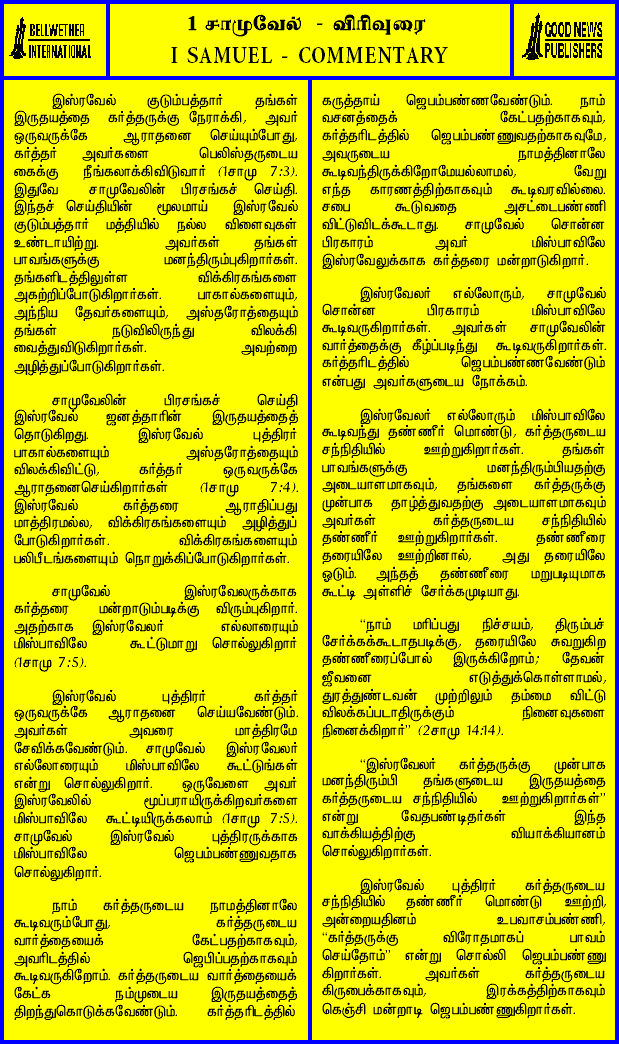 BELLWETHER
INTERNATIONAL
1 சாமுவேல் - விரிவுரை
I SAMUEL - COMMENTARY
GOOD NEWS
PUBLISHERS
இஸ்ரவேல் குடும்பத்தார் தங்கள்
இருதயத்தை கர்த்தருக்கு நேராக்கி, அவர்
ஒருவருக்கே ஆராதனை செய்யும்போது,
கர்த்தர் அவர்களை பெலிஸ்தருடைய
கைக்கு நீங்கலாக்கிவிடுவார் (1சாமு 7:3).
இதுவே சாமுவேலின் பிரசங்கச் செய்தி.
இந்தச் செய்தியின் மூலமாய் இஸ்ரவேல்
குடும்பத்தார் மத்தியில் நல்ல விளைவுகள்
உண்டாயிற்று. அவர்கள் தங்கள்
பாவங்களுக்கு மனந்திரும்புகிறார்கள்.
தங்களிடத்திலுள்ள விக்கிரகங்களை
அகற்றிப்போடுகிறார்கள். பாகால்களையும்,
அந்நிய தேவர்களையும், அஸ்தரோத்தையும்
தங்கள் நடுவிலிருந்து விலக்கி
வைத்துவிடுகிறார்கள். அவற்றை
அழித்துப்போடுகிறார்கள்.
சாமுவேலின் பிரசங்கச் செய்தி
இஸ்ரவேல் ஜனத்தாரின் இருதயத்தைத்
தொடுகிறது. இஸ்ரவேல் புத்திரர்
பாகால்களையும் அஸ்தரோத்தையும்
விலக்கிவிட்டு, கர்த்தர் ஒருவருக்கே
ஆராதனைசெய்கிறார்கள் (1சாமு 7:4).
இஸ்ரவேல் கர்த்தரை ஆராதிப்பது
மாத்திரமல்ல, விக்கிரகங்களையும் அழித்துப்
போடுகிறார்கள். விக்கிரகங்களையும்
பலிபீடங்களையும் நொறுக்கிப்போடுகிறார்கள்.
சாமுவேல் இஸ்ரவேலருக்காக
கர்த்தரை மன்றாடும்படிக்கு விரும்புகிறார்.
அதற்காக இஸ்ரவேலர் எல்லாரையும்
மிஸ்பாவிலே கூட்டுமாறு சொல்லுகிறார்
(1சாமு 7:5).
இஸ்ரவேல் புத்திரர் கர்த்தர்
ஒருவருக்கே ஆராதனை செய்யவேண்டும்.
அவர்கள் அவரை மாத்திரமே
சேவிக்கவேண்டும். சாமுவேல் இஸ்ரவேலர்
எல்லோரையும் மிஸ்பாவிலே கூட்டுங்கள்
என்று சொல்லுகிறார். ஒருவேளை அவர்
இஸ்ரவேலில் மூப்பராயிருக்கிறவர்களை
மிஸ்பாவிலே கூட்டியிருக்கலாம் (1சாமு 7:5).
சாமுவேல் இஸ்ரவேல் புத்திரருக்காக
மிஸ்பாவிலே ஜெபம்பண்ணுவதாக
சொல்லுகிறார்.
நாம் கர்த்தருடைய நாமத்தினாலே
கூடிவரும்போது, கர்த்தருடைய
வார்த்தையைக் கேட்பதற்காகவும்,
அவரிடத்தில் ஜெபிப்பதற்காகவும்
கூடிவருகிறோம். கர்த்தருடைய வார்த்தையைக்
கேட்க நம்முடைய இருதயத்தைத்
திறந்துகொடுக்கவேண்டும். கர்த்தரிடத்தில்
கருத்தாய் ஜெபம்பண்ணவேண்டும். நாம்
வசனத்தைக் கேட்பதற்காகவும்,
கர்த்தரிடத்தில் ஜெபம்பண்ணுவதற்காகவுமே,
அவருடைய நாமத்தினாலே
கூடிவந்திருக்கிறோமேயல்லாமல், வேறு
எந்த காரணத்திற்காகவும் கூடிவரவில்லை.
சபை கூடுவதை அசட்டைபண்ணி
விட்டுவிடக்கூடாது. சாமுவேல் சொன்ன
பிரகாரம் அவர் மிஸ்பாவிலே
இஸ்ரவேலுக்காக கர்த்தரை மன்றாடுகிறார்.
இஸ்ரவேலர் எல்லோரும், சாமுவேல்
சொன்ன பிரகாரம் மிஸ்பாவிலே
கூடிவருகிறார்கள். அவர்கள் சாமுவேலின்
வார்த்தைக்கு கீழ்ப்படிந்து கூடிவருகிறார்கள்.
கர்த்தரிடத்தில் ஜெபம்பண்ணவேண்டும்
என்பது அவர்களுடைய நோக்கம்.
இஸ்ரவேலர் எல்லோரும் மிஸ்பாவிலே
கூடிவந்து தண்ணீர் மொண்டு, கர்த்தருடைய
சந்நிதியில் ஊற்றுகிறார்கள். தங்கள்
பாவங்களுக்கு மனந்திரும்பியதற்கு
அடையாளமாகவும், தங்களை கர்த்தருக்கு
முன்பாக தாழ்த்துவதற்கு அடையாளமாகவும்
அவர்கள் கர்த்தருடைய சந்நிதியில்
தண்ணீர் ஊற்றுகிறார்கள். தண்ணீரை
தரையிலே ஊற்றினால், அது தரையிலே
ஓடும். அந்தத் தண்ணீரை மறுபடியுமாக
கூட்டி அள்ளிச் சேர்க்கமுடியாது.
“நாம் மரிப்பது நிச்சயம், திரும்பச்
சேர்க்கக்கூடாதபடிக்கு, தரையிலே சுவறுகிற
தண்ணீரைப்போல் இருக்கிறோம்; தேவன்
ஜீவனை எடுத்துக்கொள்ளாமல்,
துரத்துண்டவன் முற்றிலும் தம்மை விட்டு
விலக்கப்படாதிருக்கும் நினைவுகளை
நினைக்கிறார்” (2சாமு 14:14).
“இஸ்ரவேலர் கர்த்தருக்கு முன்பாக
மனந்திரும்பி தங்களுடைய இருதயத்தை
கர்த்தருடைய சந்நிதியில் ஊற்றுகிறார்கள்”
என்று வேதபண்டிதர்கள் இந்த
வாக்கியத்திற்கு வியாக்கியானம்
சொல்லுகிறார்கள்.
இஸ்ரவேல் புத்திரர் கர்த்தருடைய
சந்நிதியில் தண்ணீர் மொண்டு ஊற்றி,
அன்றையதினம் உபவாசம்பண்ணி,
“கர்த்தருக்கு விரோதமாகப் பாவம்
செய்தோம்” என்று சொல்லி ஜெபம்பண்ணு
கிறார்கள். அவர்கள் கர்த்தருடைய
கிருபைக்காகவும், இரக்கத்திற்காகவும்
கெஞ்சி மன்றாடி ஜெபம்பண்ணுகிறார்கள்.